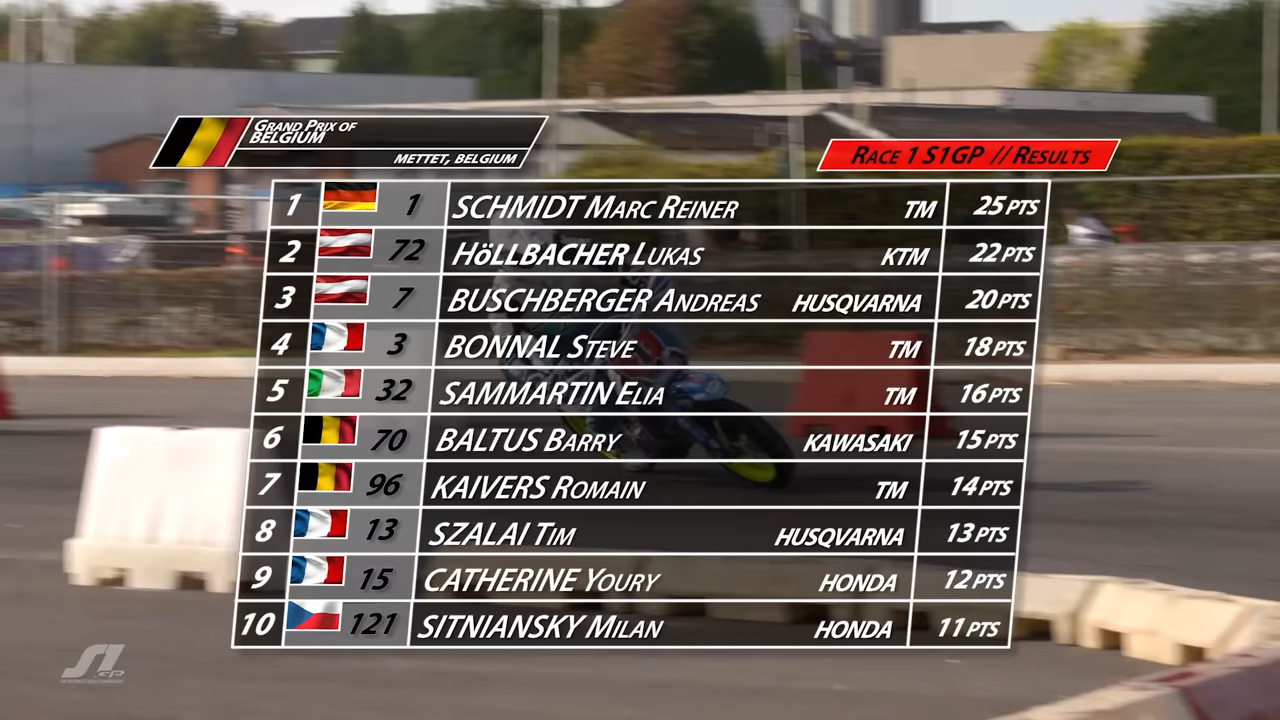 GRAND PRIX OF
BELGIUM
METTET, BELGIUM
RACE 1 S1GP // RESULTS
1 1 SCHMIDT MARC REINER TM 25 PTS
2 72 HöLLBACHER LUKAS KTM 22 PTS
3 7 BUSCHBERGER ANDREAS HUSQVARNA 20 PTS
4 3 BONNAL STEVE TM 18 PTS
5 32 SAMMARTIN ELIA TM 16 PTS
6 70 BALTUS BARRY KAWASAKI 15 PTS
7 96 KAIVERS ROMAIN TM 14 PTS
8 13 SZALAI TIM HUSQVARNA 13 PTS
9 15 CATHERINE YOURY HONDA 12 PTS
10 121 SITNIANSKY MILAN HONDA 11 PTS
S1.GP